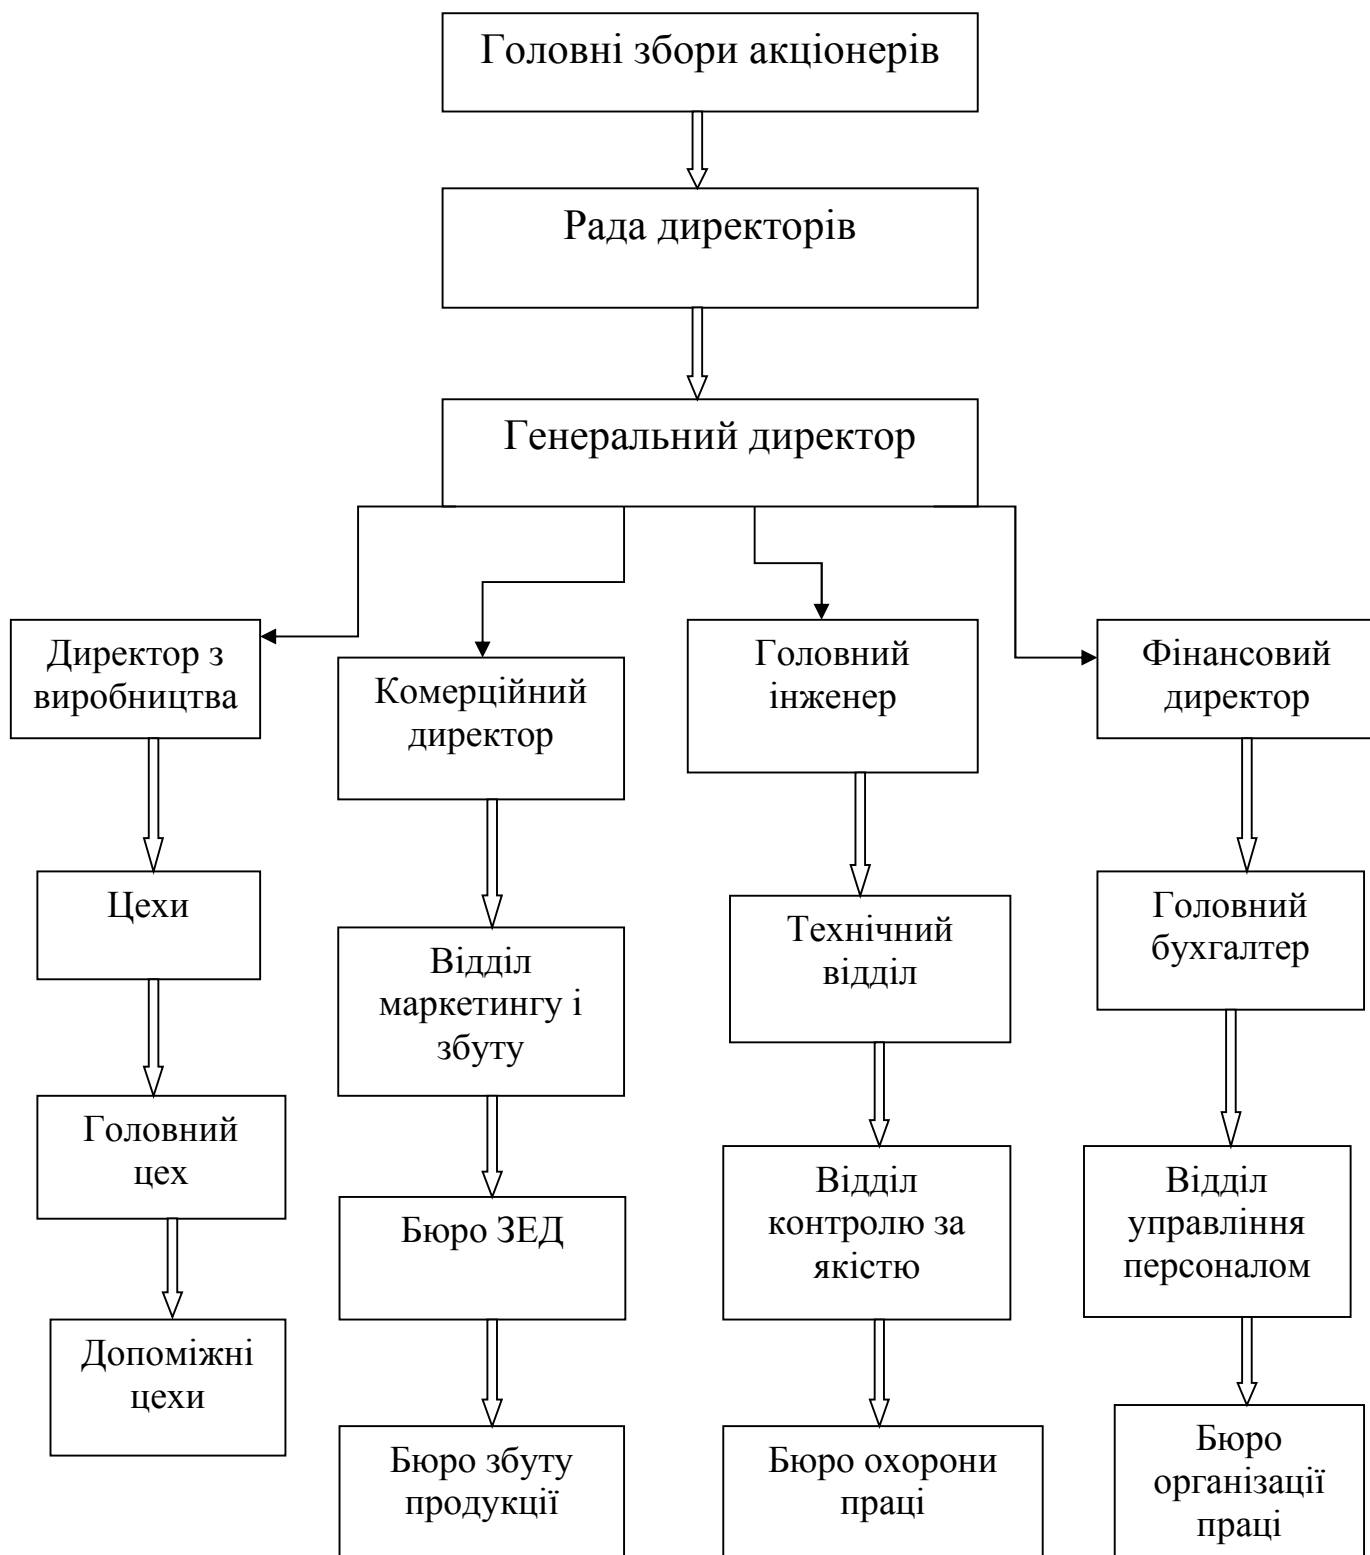 Головні збори акціонерів
Рада директорів
Генеральний директор
Директор з
виробництва
Комерційний
директор
Головний
інженер
Фінансовий
директор
Цехи
Відділ
маркетингу і
збуту
Технічний
відділ
Головний
бухгалтер
Головний
цех
Бюро ЗЕД
Відділ
контролю за
якістю
Відділ
управління
персоналом
Допоміжні
цехи
Бюро збуту
продукції
Бюро охорони
праці
Бюро
організації
праці